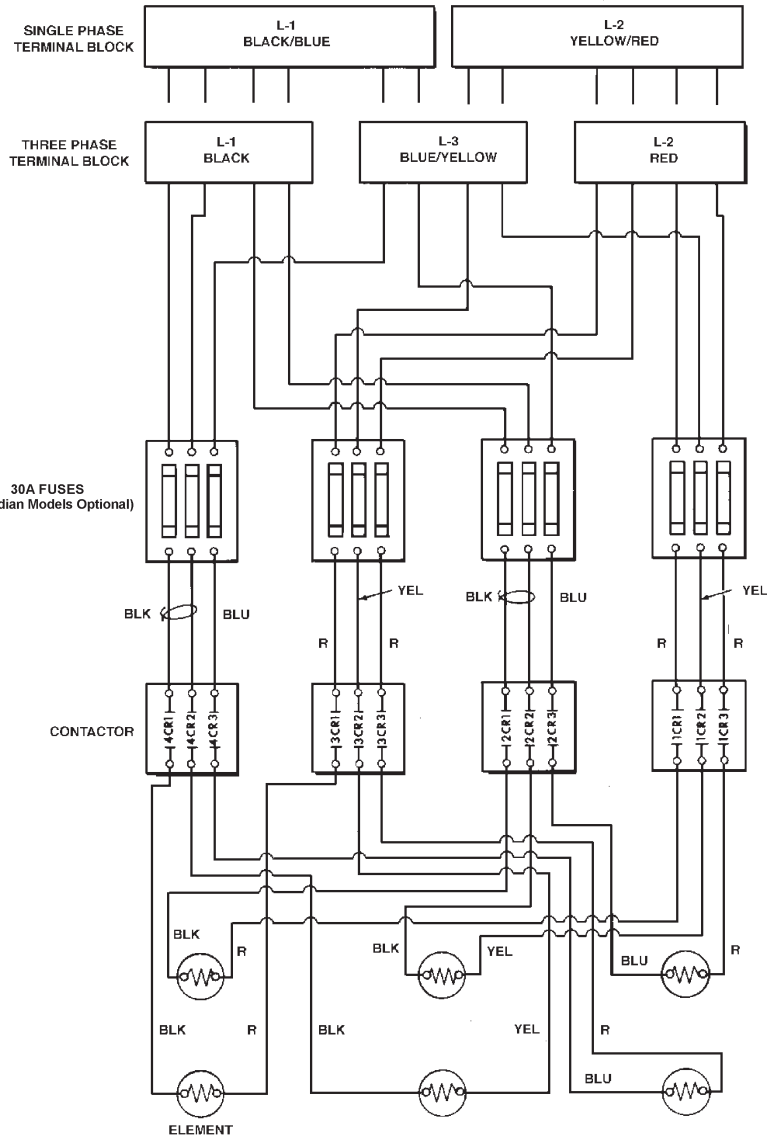 SINGLE PHASE
TERMINAL BLOCK
L-1
BLACK/BLUE
L-2
YELLOW/RED
THREE PHASE
TERMINAL BLOCK
L-1
BLACK
L-3
BLUE/YELLOW
L-2
RED
30A FUSES
dian Models Optional)
BLK
BLU
YEL
R
R
BLK
BLU
YEL
R
R
CONTACTOR
4CR1
4CR2
4CR3
3CR1
3CR2
3CR3
2CR1
2CR2
2CR3
1CR1
1CR2
1CR3
BLK
R
BLK
YEL
BLU
R
BLK
R
BLK
YEL
R
BLU
ELEMENT